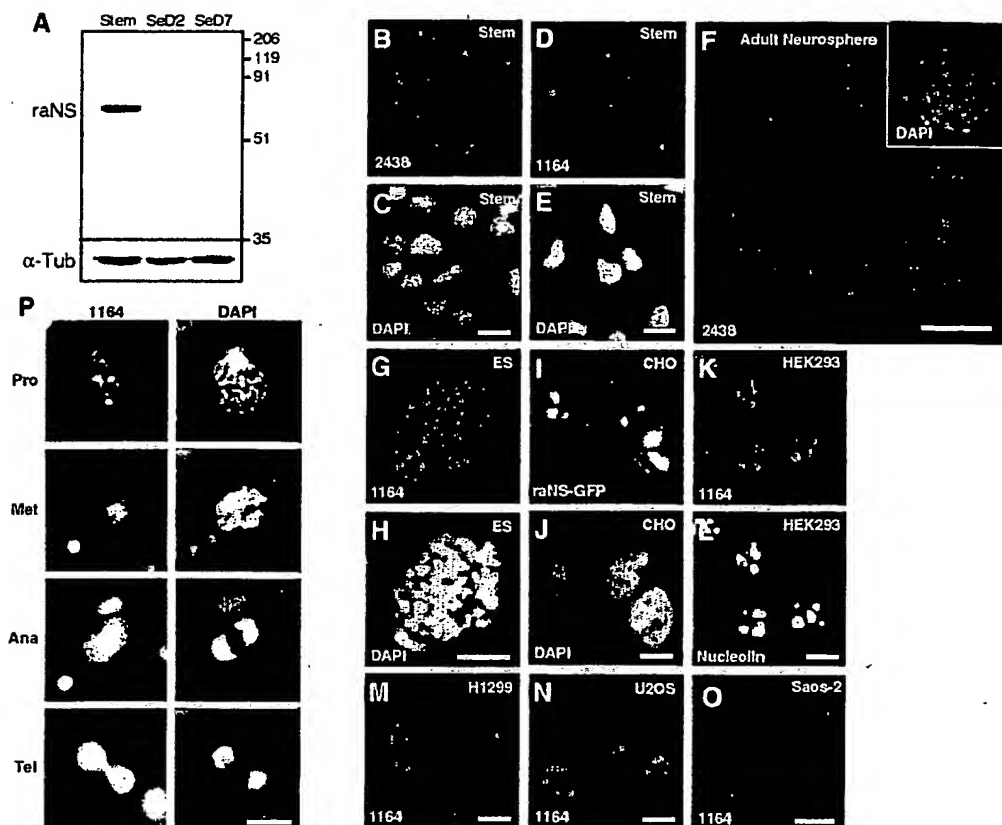 A
Stem SeD2 SeD7
206
119
91
raNS
51
35
α-Tub
B Stem
2438
D Stem
1164
F Adult Neurosphere
DAPI
2438
C Stem
DAPI
E Stem
DAPI
P
1164 DAPI
Pro
Met
Ana
Tel
G ES
1164
I CHO
raNS-GFP
K HEK293
1164
H ES
DAPI
J CHO
DAPI
L HEK293
Nucleolin
M H1299
1164
N U2OS
1164
O Saos-2
1164